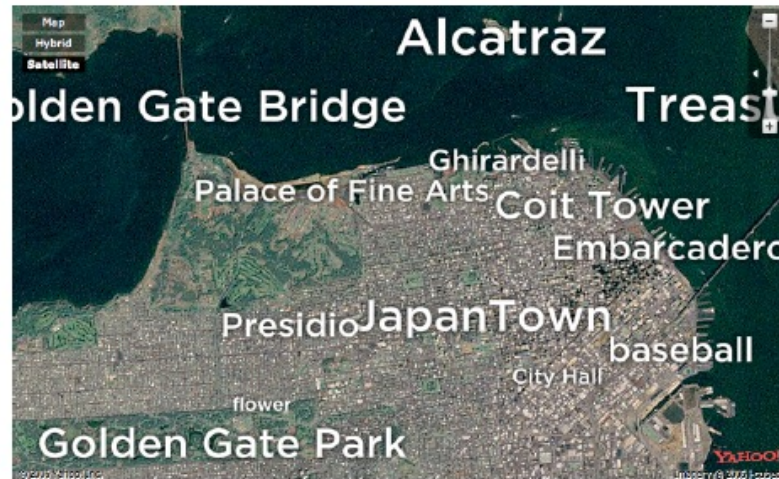 Map
Hybrid
Satellite
Alcatraz
olden Gate Bridge
Treas
Ghirardelli
Palace of Fine Arts
Coit Tower
Embarcadero
Presidio
JapanTown
baseball
City Hall
flower
Golden Gate Park
YAHOO!